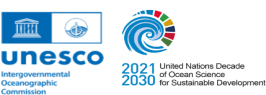 unesco
Intergovernmental
Oceanographic
Commission
2021 United Nations Decade
2030 of Ocean Science
for Sustainable Development